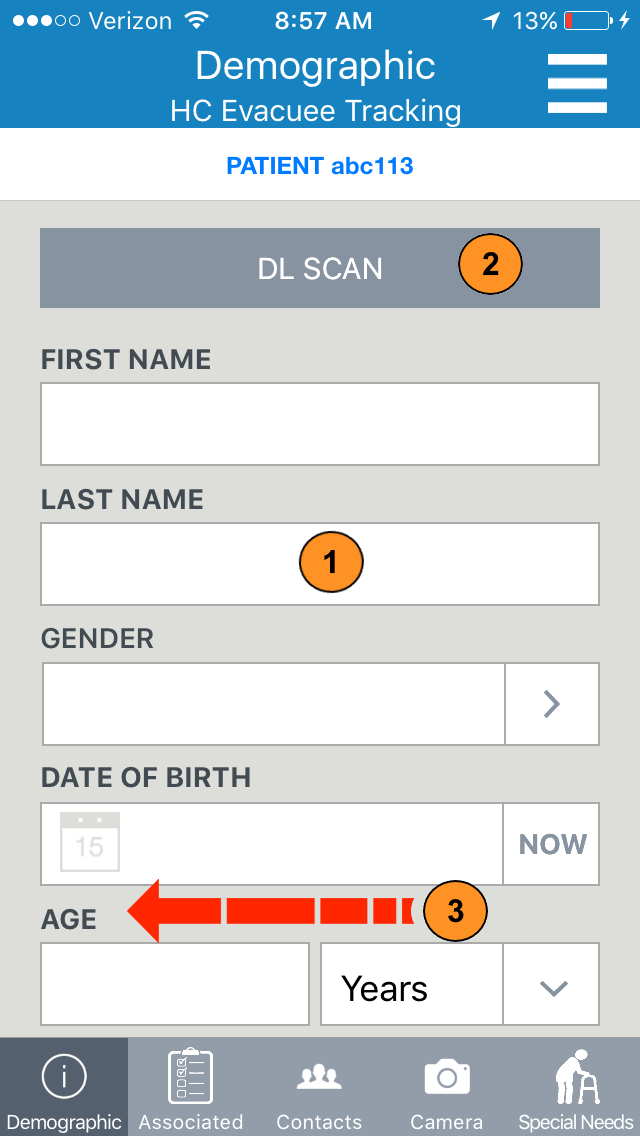 Verizon 8:57 AM 13%
Demographic
HC Evacuee Tracking
PATIENT abc113
DL SCAN 2
FIRST NAME
LAST NAME
1
GENDER
DATE OF BIRTH
15 NOW
AGE 3
Years
Demographic Associated Contacts Camera Special Needs